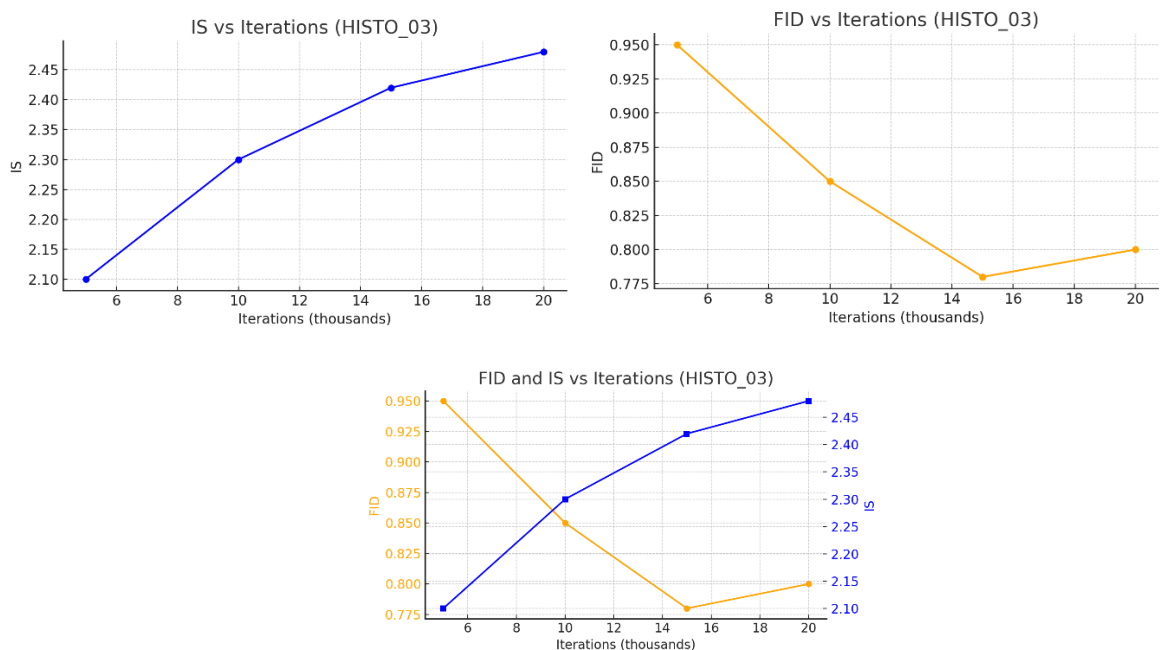 IS vs Iterations (HISTO_03)
2.45
2.40
2.35
2.30
2.25
2.20
2.15
2.10
IS
6 8 10 12 14 16 18 20
Iterations (thousands)
FID vs Iterations (HISTO_03)
0.950
0.925
0.900
0.875
0.850
0.825
0.800
0.775
FID
6 8 10 12 14 16 18 20
Iterations (thousands)
FID and IS vs Iterations (HISTO_03)
0.950
0.925
0.900
0.875
0.850
0.825
0.800
0.775
FID
2.45
2.40
2.35
2.30
2.25
2.20
2.15
2.10
IS
6 8 10 12 14 16 18 20
Iterations (thousands)